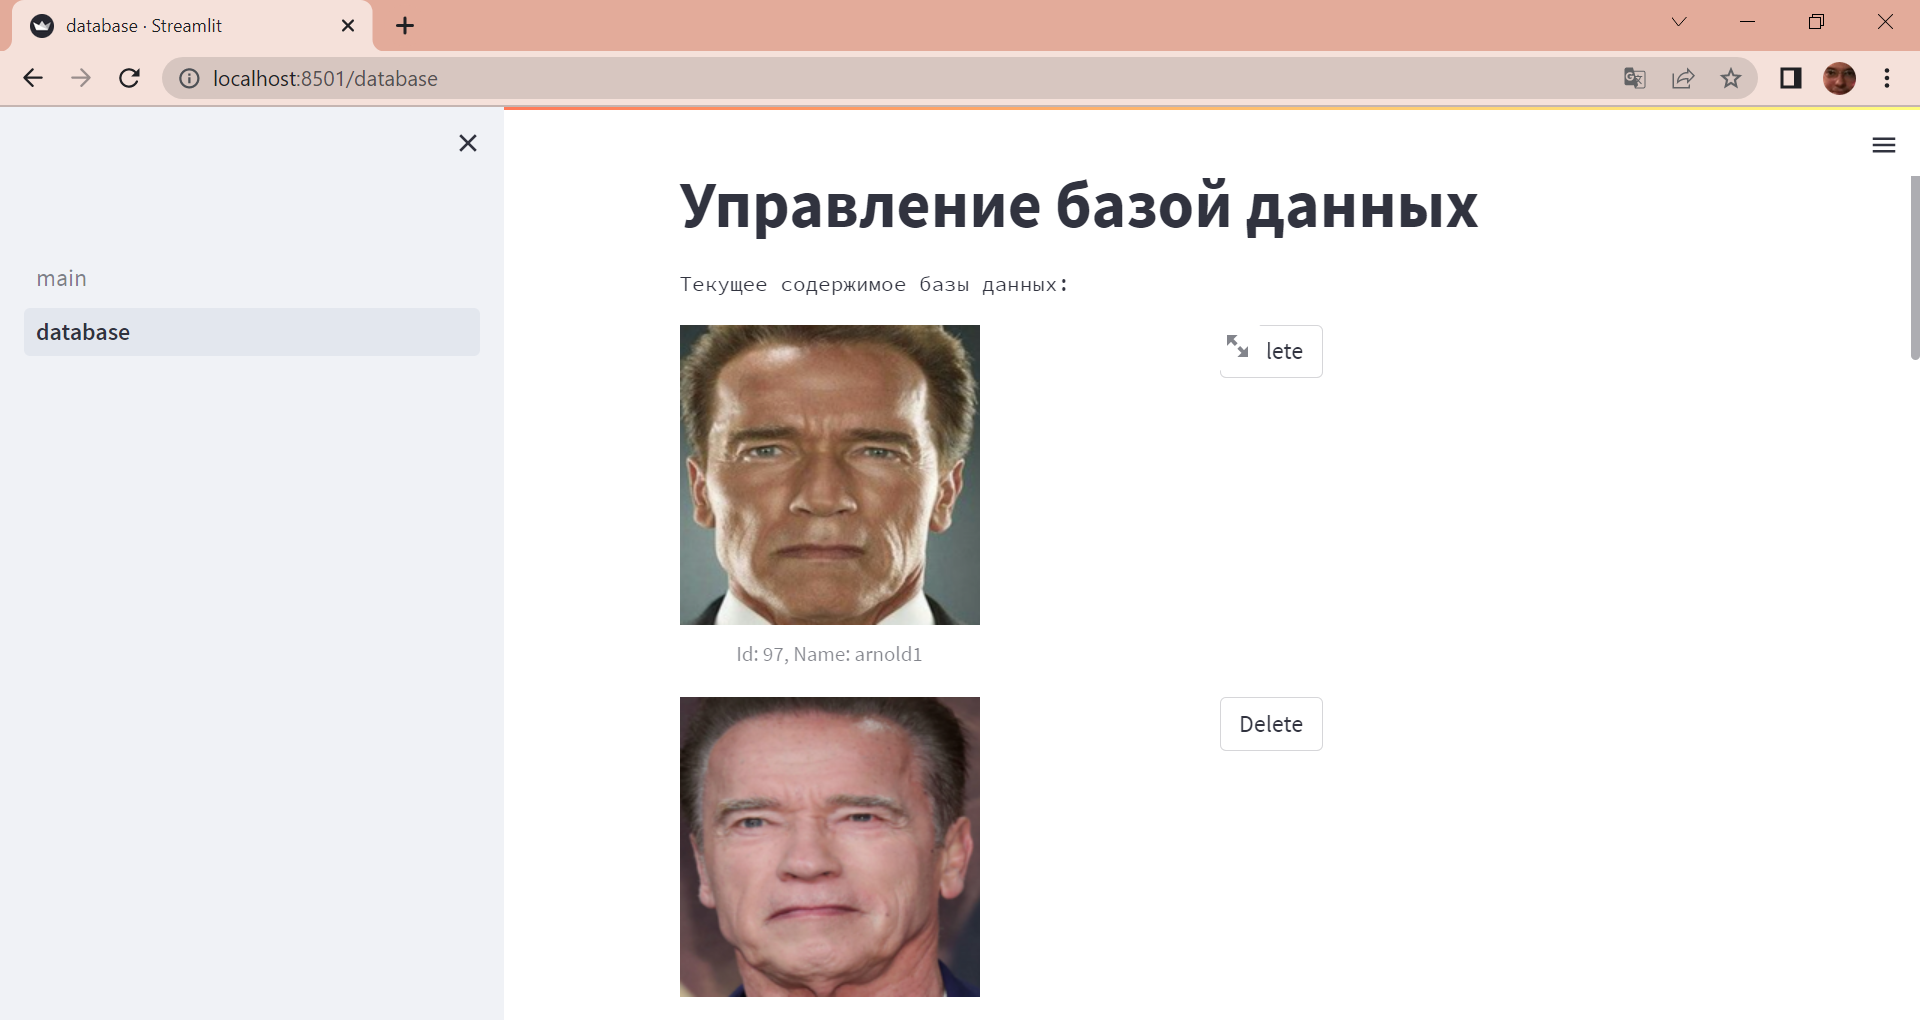 database · Streamlit
localhost:8501/database
main
database
Управление базой данных
Текущее содержимое базы данных:
lete
Id: 97, Name: arnold1
Delete